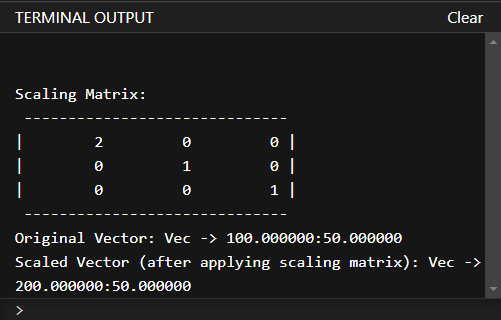 TERMINAL OUTPUT Clear
Scaling Matrix:
------------------------------
| 2 0 0 |
| 0 1 0 |
| 0 0 1 |
------------------------------
Original Vector: Vec -> 100.000000:50.000000
Scaled Vector (after applying scaling matrix): Vec ->
200.000000:50.000000
>